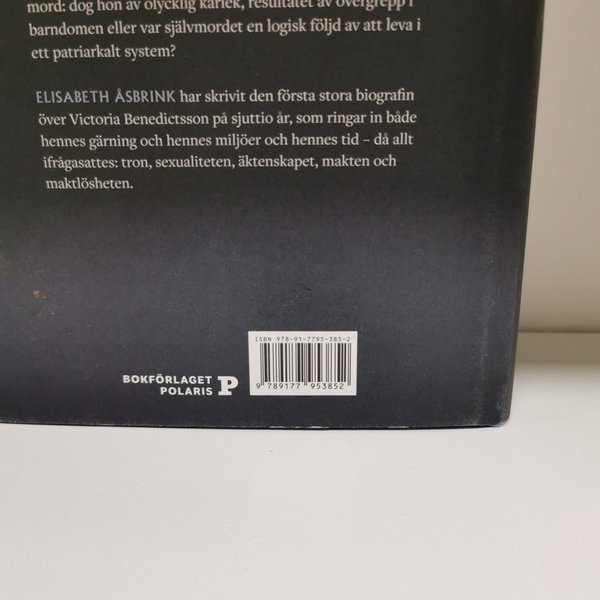 mord: dog hon av olycklig kärlek, resultatet av övergrepp i
barndomen eller var självmordet en logisk följd av att leva i
ett patriarkalt system?
ELISABETH ÅSBRINK har skrivit den första stora biografin
över Victoria Benedictsson på sjuttio år, som ringar in både
hennes gärning och hennes miljöer och hennes tid – då allt
ifrågasattes: tron, sexualiteten, äktenskapet, makten och
maktlösheten.
ISBN 978-91-7795-385-2
9 789177 953852
BOKFÖRLAGET
POLARIS P